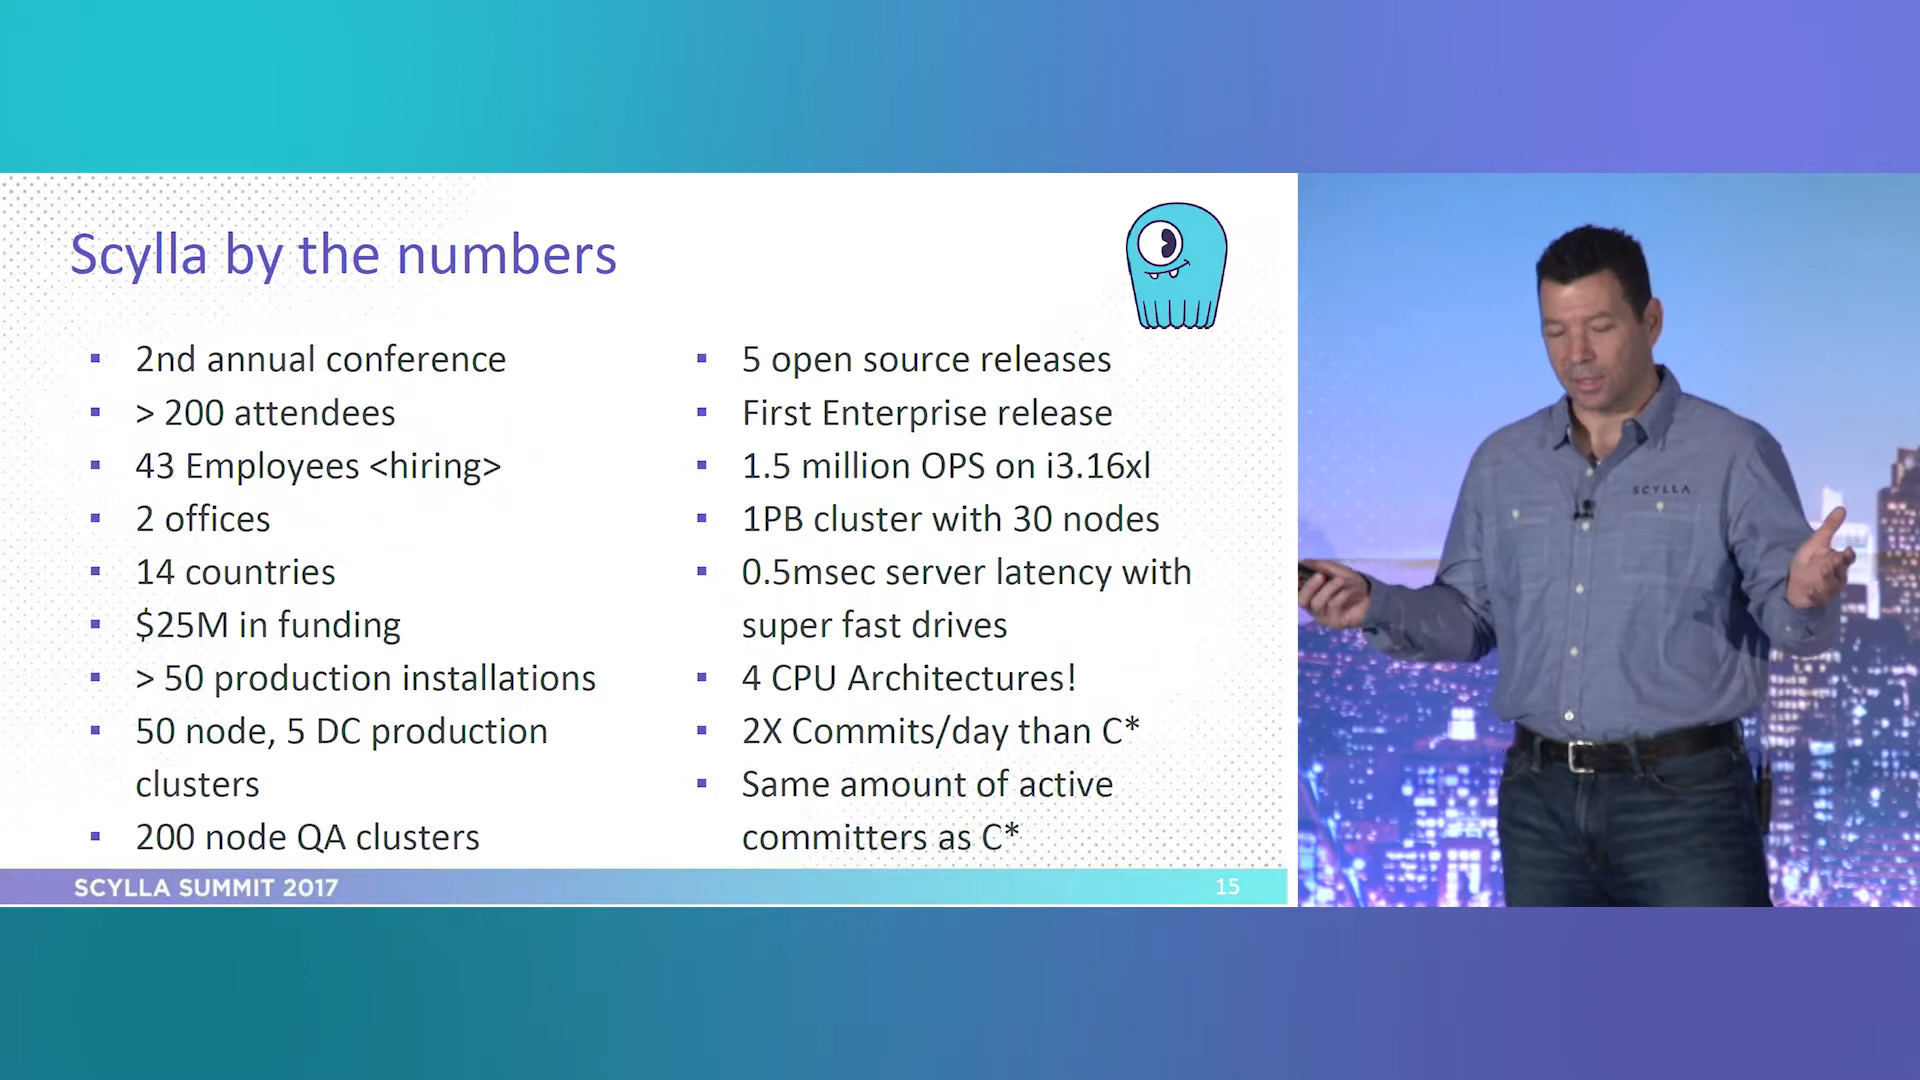 Scylla by the numbers
2nd annual conference
> 200 attendees
43 Employees <hiring>
2 offices
14 countries
$25M in funding
> 50 production installations
50 node, 5 DC production
clusters
200 node QA clusters
5 open source releases
First Enterprise release
1.5 million OPS on i3.16xl
1PB cluster with 30 nodes
0.5msec server latency with
super fast drives
4 CPU Architectures!
2X Commits/day than C*
Same amount of active
committers as C*
SCYLLA SUMMIT 2017
15
SCYLLA